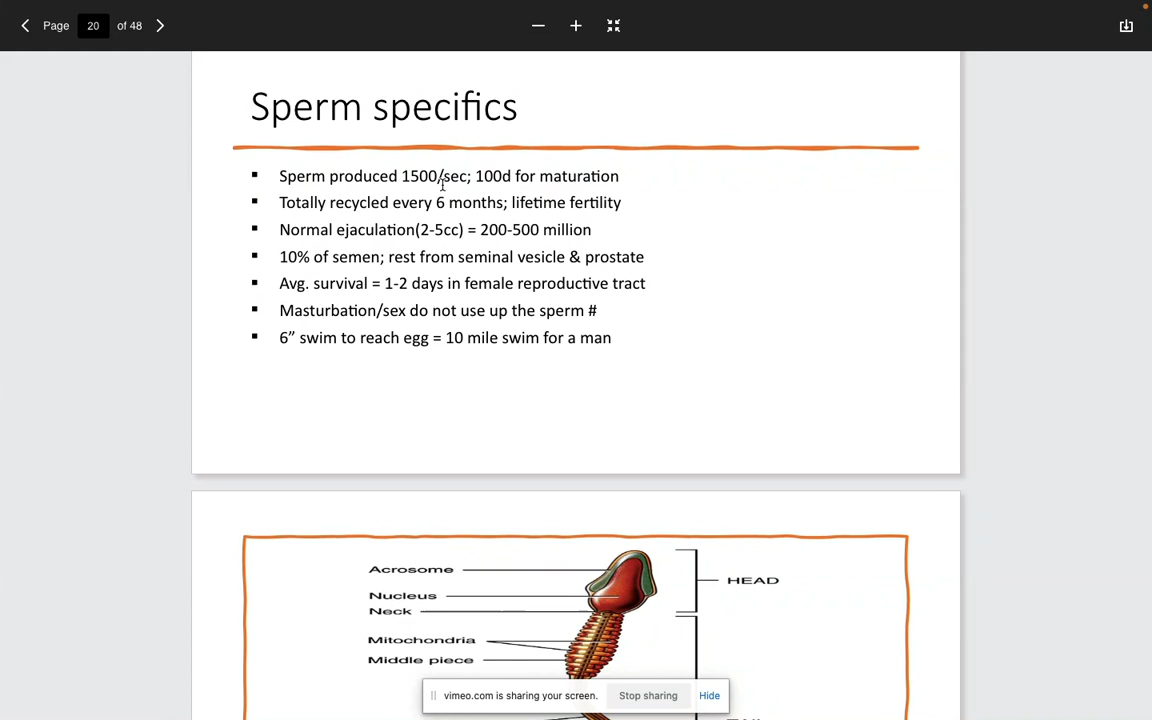 Page 20 of 48
Sperm specifics
Sperm produced 1500/sec; 100d for maturation
Totally recycled every 6 months; lifetime fertility
Normal ejaculation(2-5cc) = 200-500 million
10% of semen; rest from seminal vesicle & prostate
Avg. survival = 1-2 days in female reproductive tract
Masturbation/sex do not use up the sperm #
6” swim to reach egg = 10 mile swim for a man
Acrosome
HEAD
Nucleus
Neck
Mitochondria
Middle piece
vimeo.com is sharing your screen. Stop sharing Hide